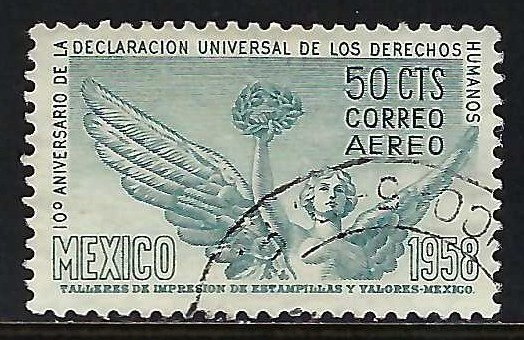 10º ANIVERSARIO DE LA DECLARACION UNIVERSAL DE LOS DERECHOS HUMANOS
50 CTS
CORREO
AEREO
MEXICO 1958
TALLERES DE IMPRESION DE ESTAMPILLAS Y VALORES-MEXICO.